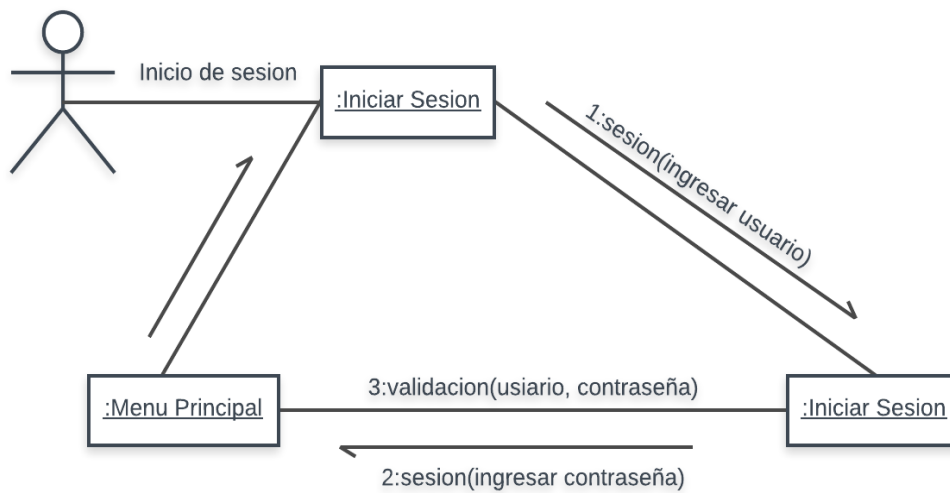 Inicio de sesion
:Iniciar Sesion
1:sesion(ingresar usuario)
3:validacion(usiario, contraseña)
:Menu Principal
:Iniciar Sesion
2:sesion(ingresar contraseña)